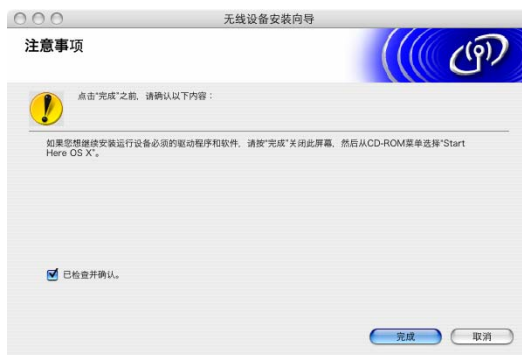 无线设备安装向导
注意事项
点击“完成”之前，请确认以下内容：
如果您想继续安装运行设备必须的驱动程序和软件，请按“完成”关闭此屏幕，然后从CD-ROM菜单选择“Start
Here OS X”。
已检查并确认。
完成
取消